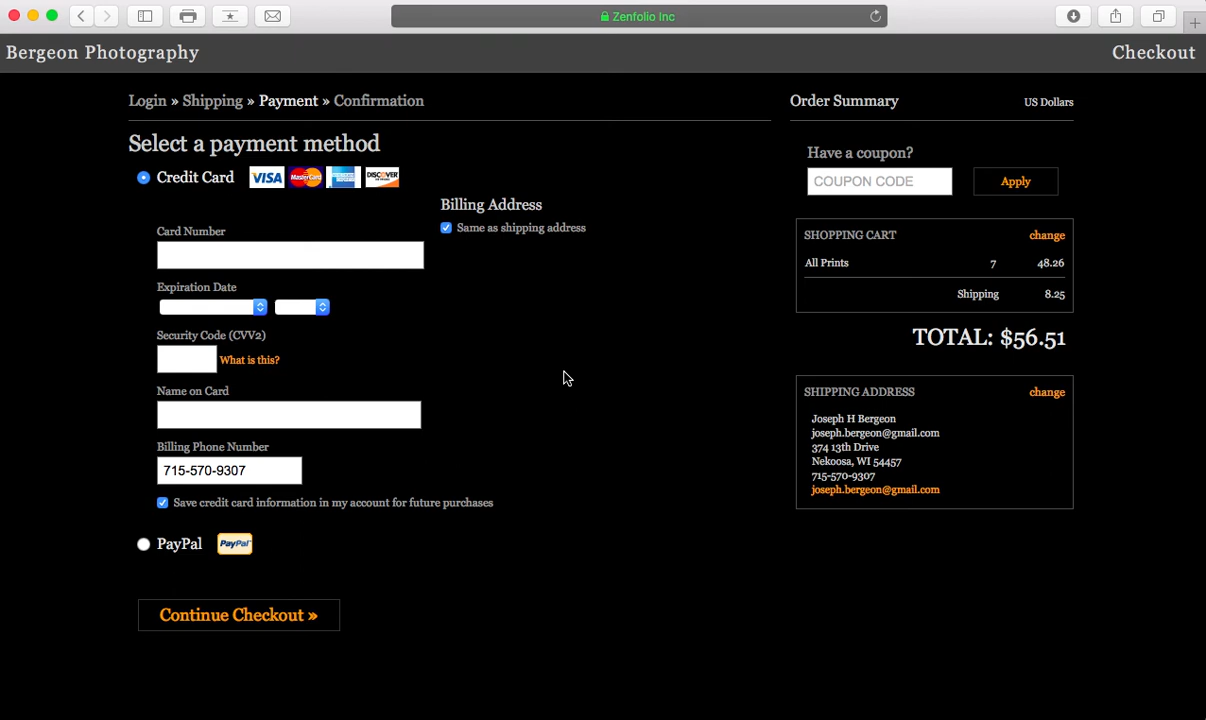 Zenfolio Inc
Bergeon Photography
Checkout
Login » Shipping » Payment » Confirmation
Select a payment method
Credit Card VISA MasterCard AMERICAN EXPRESS DISCOVER
Card Number
Expiration Date
Security Code (CVV2)
What is this?
Name on Card
Billing Phone Number
715-570-9307
Save credit card information in my account for future purchases
PayPal PayPal
Continue Checkout »
Billing Address
Same as shipping address
Order Summary US Dollars
Have a coupon?
COUPON CODE Apply
SHOPPING CART change
All Prints 7 48.26
Shipping 8.25
TOTAL: $56.51
SHIPPING ADDRESS change
Joseph H Bergeon
joseph.bergeon@gmail.com
374 13th Drive
Nekoosa, WI 54457
715-570-9307
joseph.bergeon@gmail.com